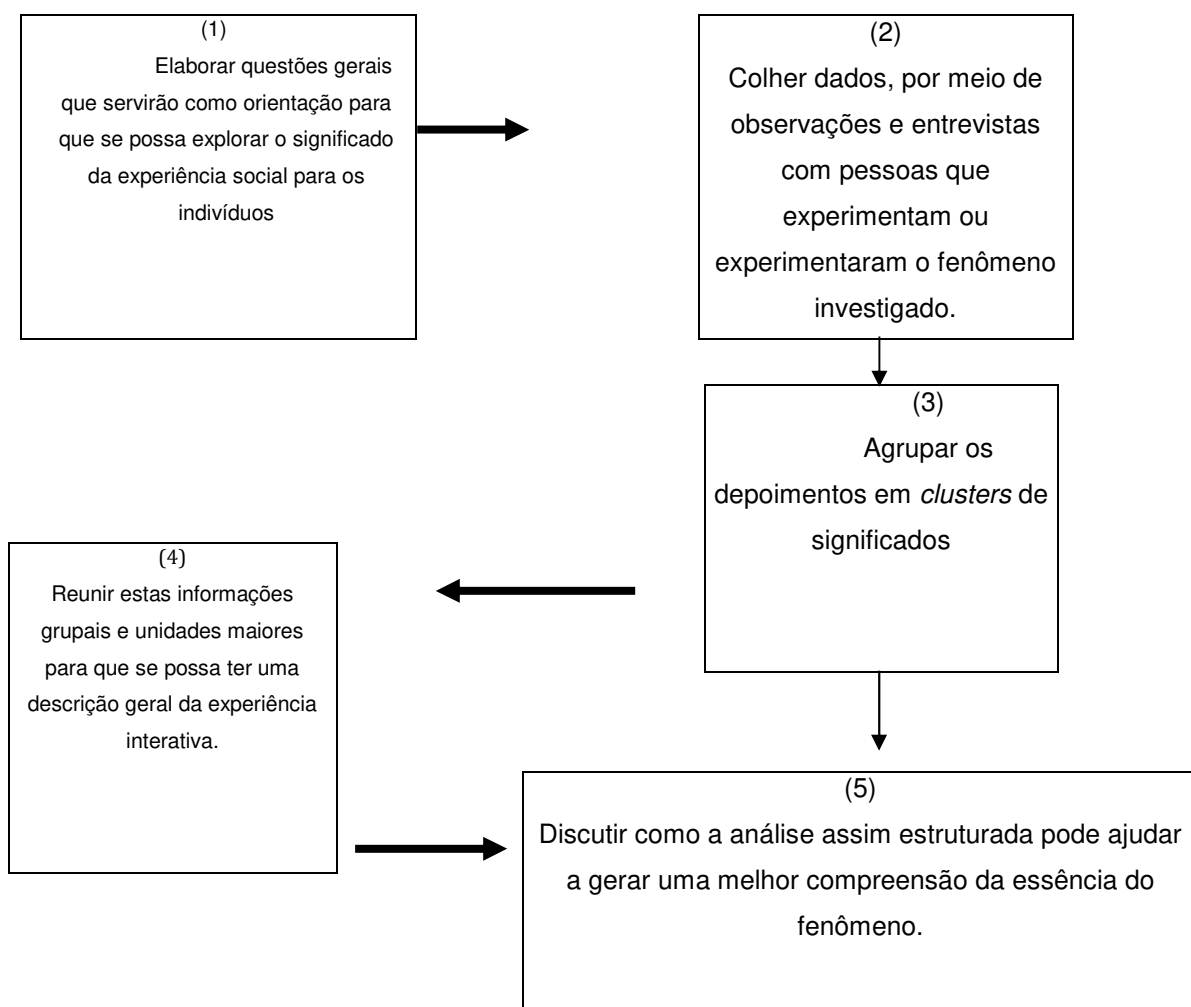 (1)
Elaborar questões gerais
que servirão como orientação para
que se possa explorar o significado
da experiência social para os
indivíduos
(2)
Colher dados, por meio de
observações e entrevistas
com pessoas que
experimentam ou
experimentaram o fenômeno
investigado.
(3)
Agrupar os
depoimentos em clusters de
significados
(4)
Reunir estas informações
grupais e unidades maiores
para que se possa ter uma
descrição geral da experiência
interativa.
(5)
Discutir como a análise assim estruturada pode ajudar
a gerar uma melhor compreensão da essência do
fenômeno.